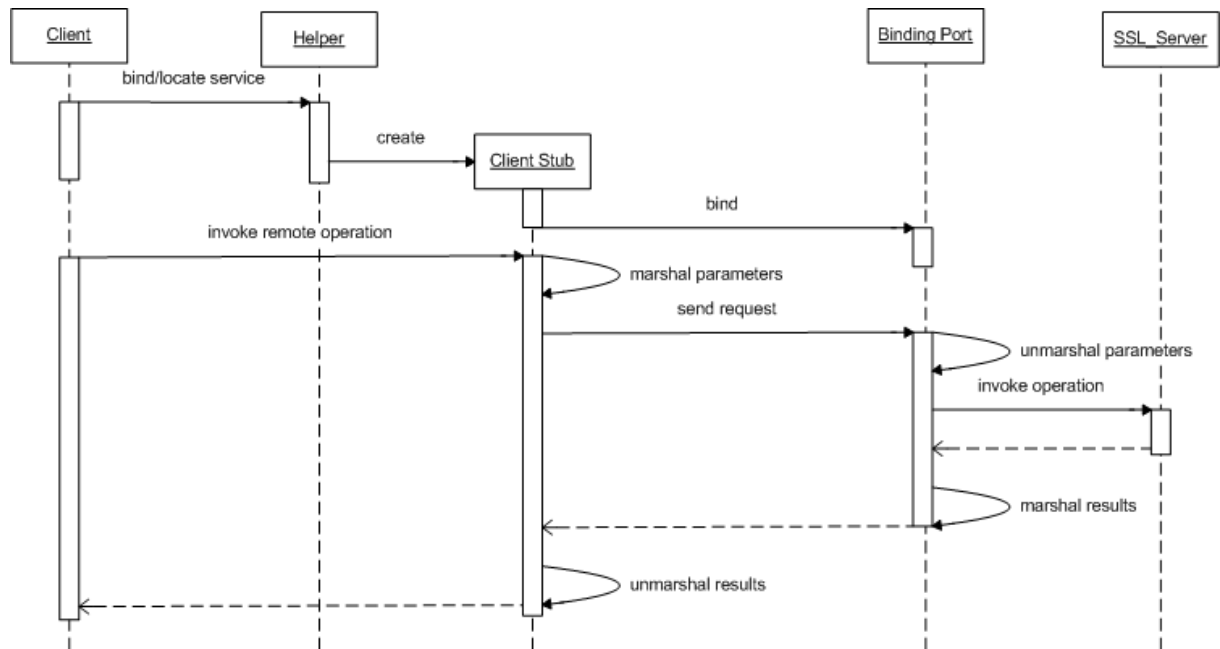 Client
Helper
Binding Port
SSL_Server
bind/locate service
create
Client Stub
bind
invoke remote operation
marshal parameters
send request
unmarshal parameters
invoke operation
marshal results
unmarshal results